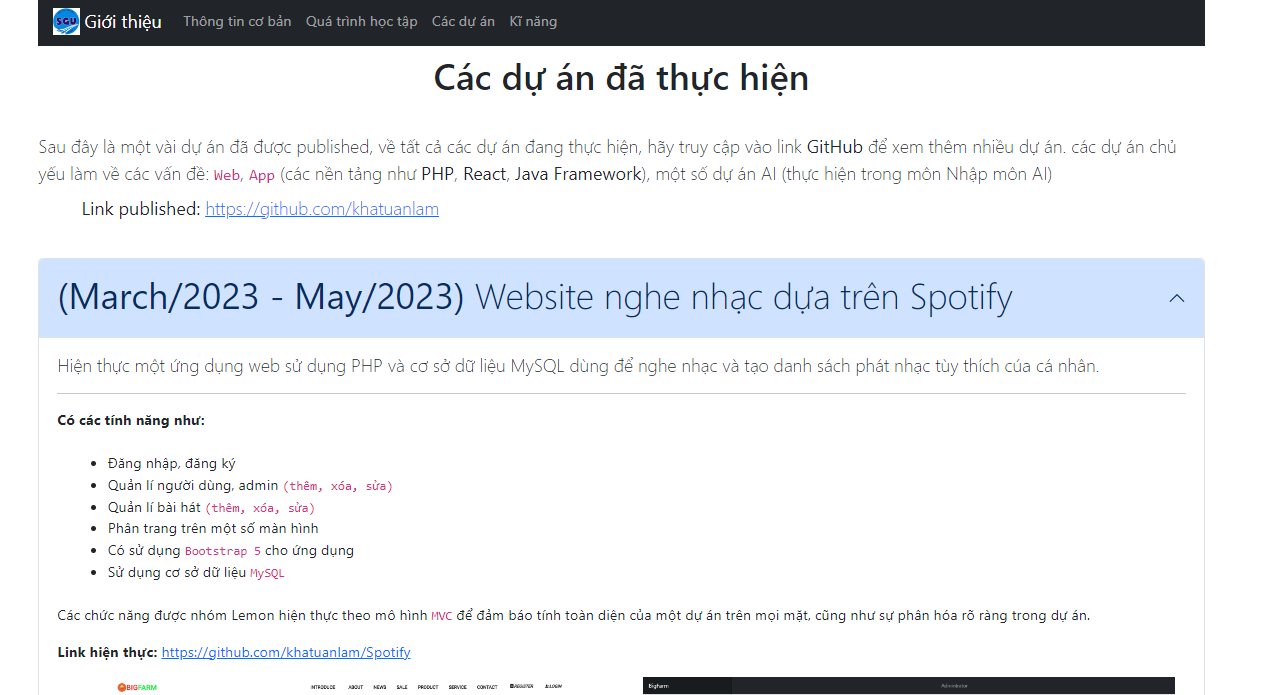 SGU Giới thiệu Thông tin cơ bản Quá trình học tập Các dự án Kĩ năng
Các dự án đã thực hiện
Sau đây là một vài dự án đã được published, về tất cả các dự án đang thực hiện, hãy truy cập vào link GitHub để xem thêm nhiều dự án. các dự án chủ
yếu làm về các vấn đề: Web, App (các nền tảng như PHP, React, Java Framework), một số dự án AI (thực hiện trong môn Nhập môn AI)
Link published: https://github.com/khatuanlam
(March/2023 - May/2023) Website nghe nhạc dựa trên Spotify
Hiện thực một ứng dụng web sử dụng PHP và cơ sở dữ liệu MySQL dùng để nghe nhạc và tạo danh sách phát nhạc tùy thích cúa cá nhân.
Có các tính năng như:
Đăng nhập, đăng ký
Quản lí người dùng, admin (thêm, xóa, sửa)
Quản lí bài hát (thêm, xóa, sửa)
Phân trang trên một số màn hình
Có sử dụng Bootstrap 5 cho ứng dụng
Sử dụng cơ sở dữ liệu MySQL
Các chức năng được nhóm Lemon hiện thực theo mô hình MVC để đảm báo tính toàn diện của một dự án trên mọi mặt, cũng như sự phân hóa rõ ràng trong dự án.
Link hiện thực: https://github.com/khatuanlam/Spotify
BIGFARM INTRODUCE ABOUT NEWS SALE PRODUCT SERVICE CONTACT REGISTER LOGIN BigFarm Administrator